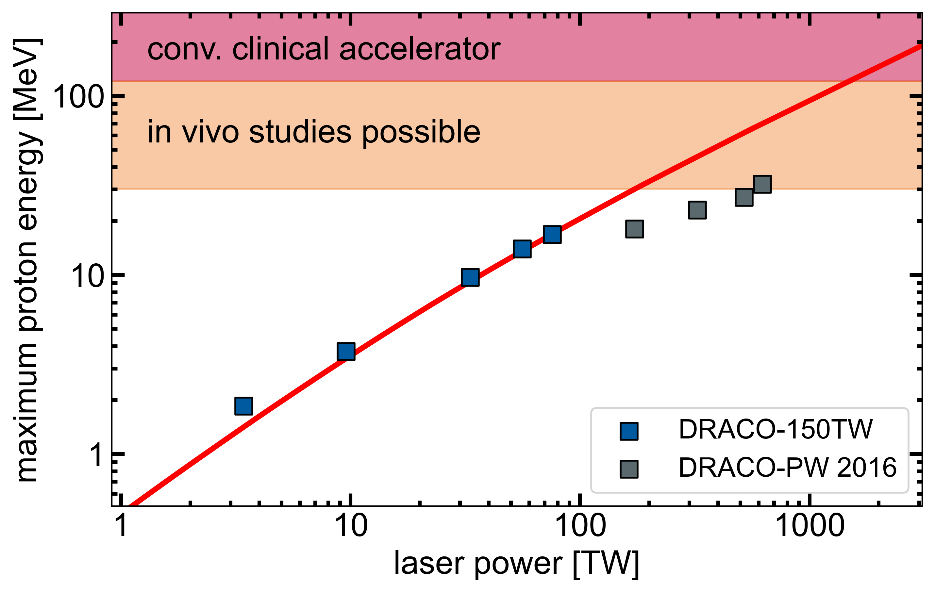 maximum proton energy [MeV]
100
10
1
conv. clinical accelerator
in vivo studies possible
DRACO-150TW
DRACO-PW 2016
1
10
100
1000
laser power [TW]